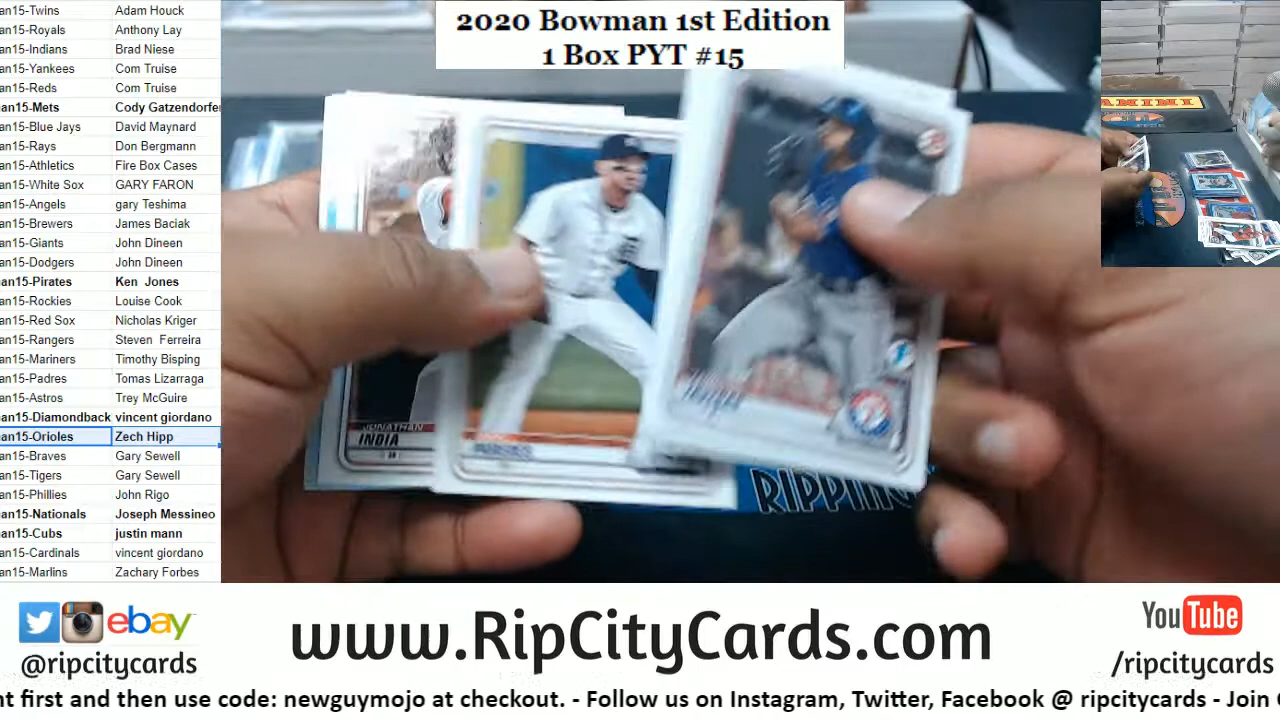 an15-Twins Adam Houck
an15-Royals Anthony Lay
an15-Indians Brad Niese
an15-Yankees Com Truise
an15-Reds Com Truise
an15-Mets Cody Gatzendorfer
an15-Blue Jays David Maynard
an15-Rays Don Bergmann
an15-Athletics Fire Box Cases
an15-White Sox GARY FARON
an15-Angels gary Teshima
an15-Brewers James Baciak
an15-Giants John Dineen
an15-Dodgers John Dineen
an15-Pirates Ken Jones
an15-Rockies Louise Cook
an15-Red Sox Nicholas Kriger
an15-Rangers Steven Ferreira
an15-Mariners Timothy Bisping
an15-Padres Tomas Lizarraga
an15-Astros Trey McGuire
an15-Diamondback vincent giordano
an15-Orioles Zech Hipp
an15-Braves Gary Sewell
an15-Tigers Gary Sewell
an15-Phillies John Rigo
an15-Nationals Joseph Messineo
an15-Cubs justin mann
an15-Cardinals vincent giordano
an15-Marlins Zachary Forbes
2020 Bowman 1st Edition
1 Box PYT #15
JONATHAN
INDIA
RIPPING
PANINI
ebay
@ripcitycards
www.RipCityCards.com
YouTube
/ripcitycards
nt first and then use code: newguymojo at checkout. - Follow us on Instagram, Twitter, Facebook @ ripcitycards - Join